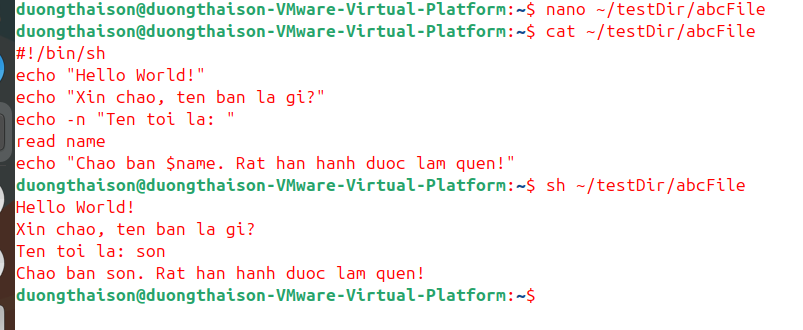 duongthaison@duongthaison-VMware-Virtual-Platform:~$ nano ~/testDir/abcFile
duongthaison@duongthaison-VMware-Virtual-Platform:~$ cat ~/testDir/abcFile
#!/bin/sh
echo "Hello World!"
echo "Xin chao, ten ban la gi?"
echo -n "Ten toi la: "
read name
echo "Chao ban $name. Rat han hanh duoc lam quen!"
duongthaison@duongthaison-VMware-Virtual-Platform:~$ sh ~/testDir/abcFile
Hello World!
Xin chao, ten ban la gi?
Ten toi la: son
Chao ban son. Rat han hanh duoc lam quen!
duongthaison@duongthaison-VMware-Virtual-Platform:~$